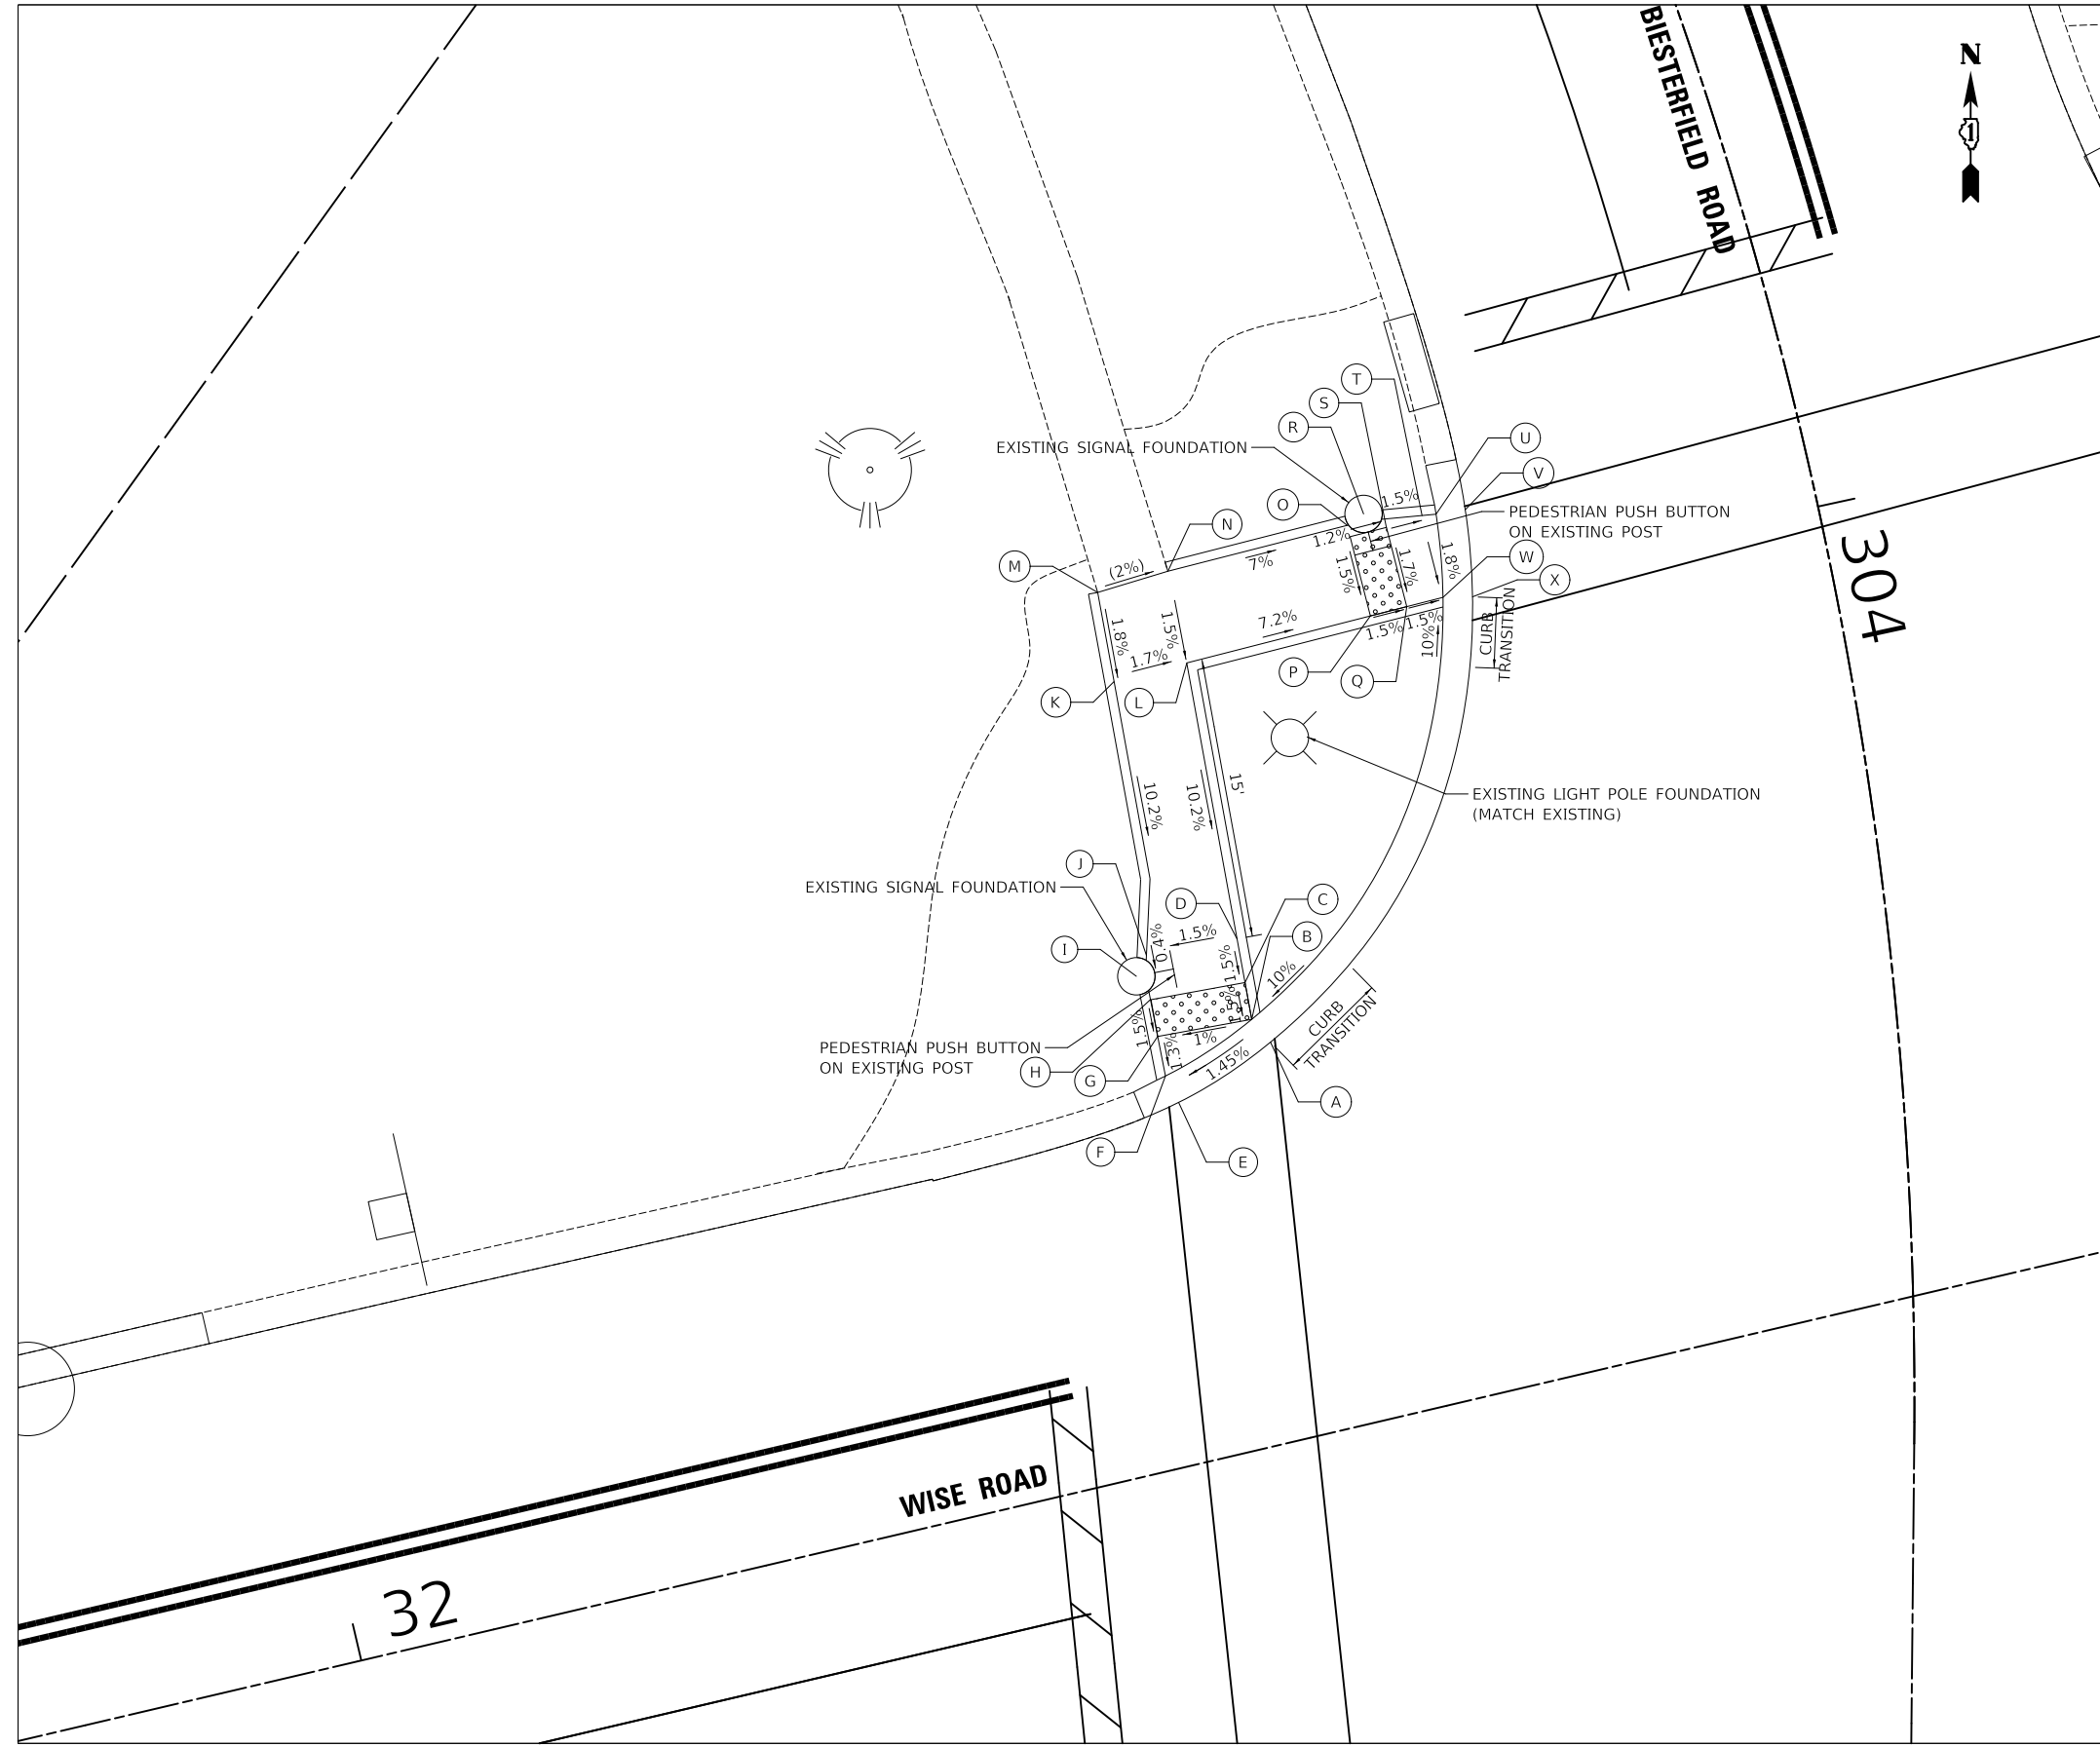 BIESTERFIELD ROAD
N
1
T
S
R
U
EXISTING SIGNAL FOUNDATION
V
O
1.5%
PEDESTRIAN PUSH BUTTON
ON EXISTING POST
N
1.2%
M
(2%)
7%
1.5%
1.7%
1.8%
W
X
304
1.8%
1.5%
7.2%
1.5%
1.5%
10%
CURB
TRANSITION
1.7%
K
L
P
Q
10.2%
10.2%
15'
EXISTING LIGHT POLE FOUNDATION
(MATCH EXISTING)
J
EXISTING SIGNAL FOUNDATION
D
C
B
I
0.4%
1.5%
1.5%
10%
1.5%
CURB
TRANSITION
1.5%
1%
1.3%
1.45%
PEDESTRIAN PUSH BUTTON
ON EXISTING POST
H
G
A
F
E
WISE ROAD
32